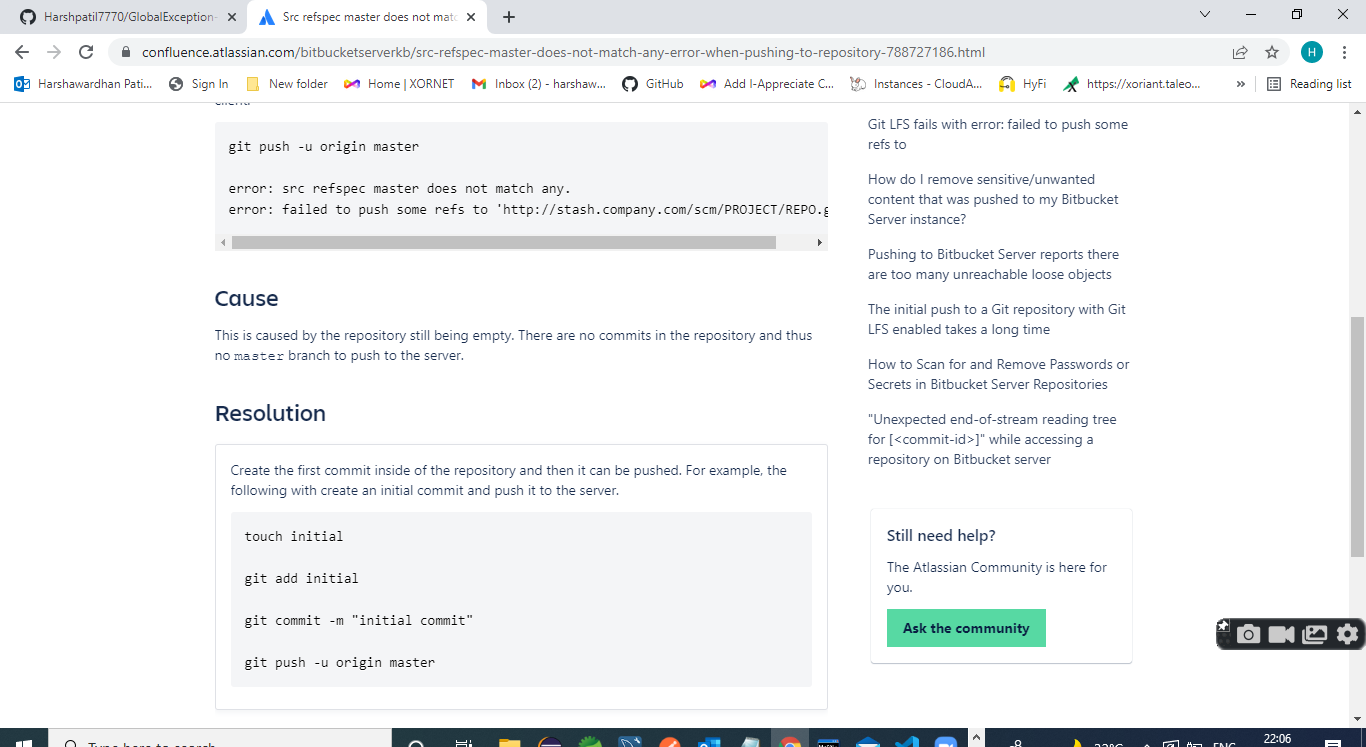 Harshpatil7770/GlobalException-
Src refspec master does not matc
confluence.atlassian.com/bitbucketserverkb/src-refspec-master-does-not-match-any-error-when-pushing-to-repository-788727186.html
H
Harshawardhan Pati...
Sign In
New folder
Home | XORNET
Inbox (2) - harshaw...
GitHub
Add I-Appreciate C...
Instances - CloudA...
HyFi
https://xoriant.taleo...
»
Reading list
client:
git push -u origin master
error: src refspec master does not match any.
error: failed to push some refs to 'http://stash.company.com/scm/PROJECT/REPO.g
Cause
This is caused by the repository still being empty. There are no commits in the repository and thus
no master branch to push to the server.
Resolution
Create the first commit inside of the repository and then it can be pushed. For example, the
following with create an initial commit and push it to the server.
touch initial
git add initial
git commit -m "initial commit"
git push -u origin master
Git LFS fails with error: failed to push some
refs to
How do I remove sensitive/unwanted
content that was pushed to my Bitbucket
Server instance?
Pushing to Bitbucket Server reports there
are too many unreachable loose objects
The initial push to a Git repository with Git
LFS enabled takes a long time
How to Scan for and Remove Passwords or
Secrets in Bitbucket Server Repositories
"Unexpected end-of-stream reading tree
for [<commit-id>]" while accessing a
repository on Bitbucket server
Still need help?
The Atlassian Community is here for
you.
Ask the community
Type here to search
22:06
ENG